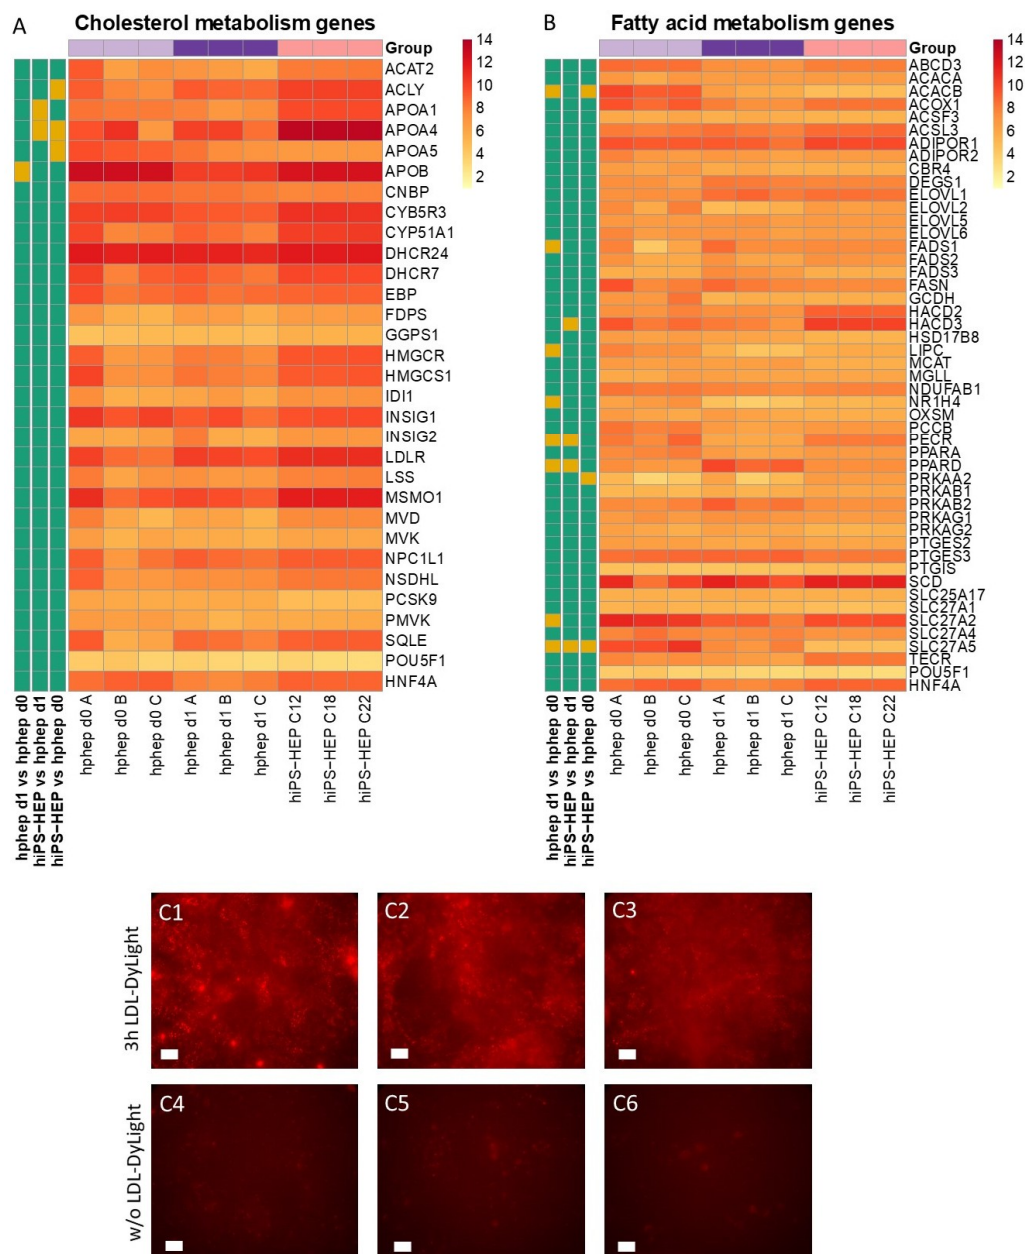 A
Cholesterol metabolism genes
Group
14
12
10
8
6
4
2
ACAT2
ACLY
APOA1
APOA4
APOA5
APOB
CNBP
CYB5R3
CYP51A1
DHCR24
DHCR7
EBP
FDPS
GGPS1
HMGCR
HMGCS1
IDI1
INSIG1
INSIG2
LDLR
LSS
MSMO1
MVD
MVK
NPC1L1
NSDHL
PCSK9
PMVK
SQLE
POU5F1
HNF4A
hphep d1 vs hphep d0
hiPS-HEP vs hphep d1
hiPS-HEP vs hphep d0
hphep d0 A
hphep d0 B
hphep d0 C
hphep d1 A
hphep d1 B
hphep d1 C
hiPS-HEP C12
hiPS-HEP C18
hiPS-HEP C22
B
Fatty acid metabolism genes
Group
14
12
10
8
6
4
2
ABCD3
ACACA
ACACB
ACOX1
ACSF3
ACSL3
ADIPOR1
ADIPOR2
CBR4
DEGS1
ELOVL1
ELOVL2
ELOVL5
ELOVL6
FADS1
FADS2
FADS3
FASN
GCDH
HACD2
HACD3
HSD17B8
LIPC
MCAT
MGLL
NDUFAB1
NR1H4
OXSM
PCCB
PECR
PPARA
PPARD
PRKAA2
PRKAB1
PRKAB2
PRKAG1
PRKAG2
PTGES2
PTGES3
PTGIS
SCD
SLC25A17
SLC27A1
SLC27A2
SLC27A4
SLC27A5
TECR
POU5F1
HNF4A
hphep d1 vs hphep d0
hiPS-HEP vs hphep d1
hiPS-HEP vs hphep d0
hphep d0 A
hphep d0 B
hphep d0 C
hphep d1 A
hphep d1 B
hphep d1 C
hiPS-HEP C12
hiPS-HEP C18
hiPS-HEP C22
3h LDL-DyLight
C1
C2
C3
w/o LDL-DyLight
C4
C5
C6